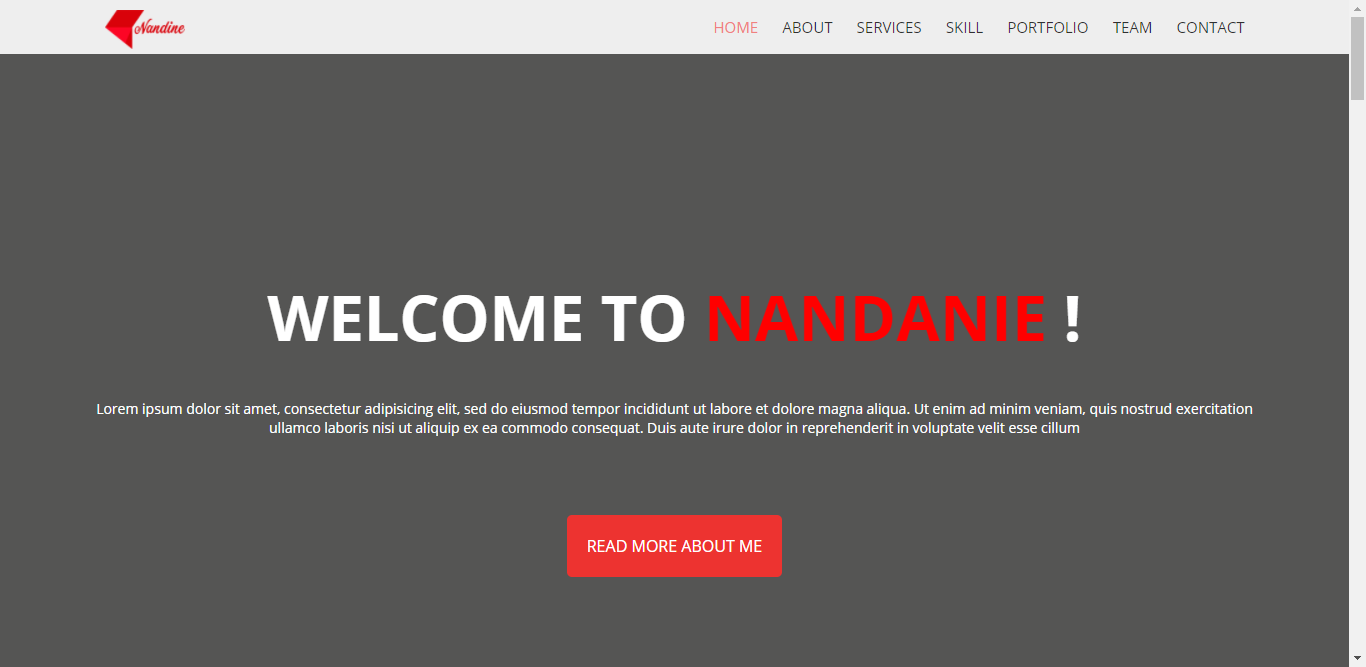 Nandine
HOME ABOUT SERVICES SKILL PORTFOLIO TEAM CONTACT
WELCOME TO NANDANIE !
Lorem ipsum dolor sit amet, consectetur adipisicing elit, sed do eiusmod tempor incididunt ut labore et dolore magna aliqua. Ut enim ad minim veniam, quis nostrud exercitation
ullamco laboris nisi ut aliquip ex ea commodo consequat. Duis aute irure dolor in reprehenderit in voluptate velit esse cillum
READ MORE ABOUT ME